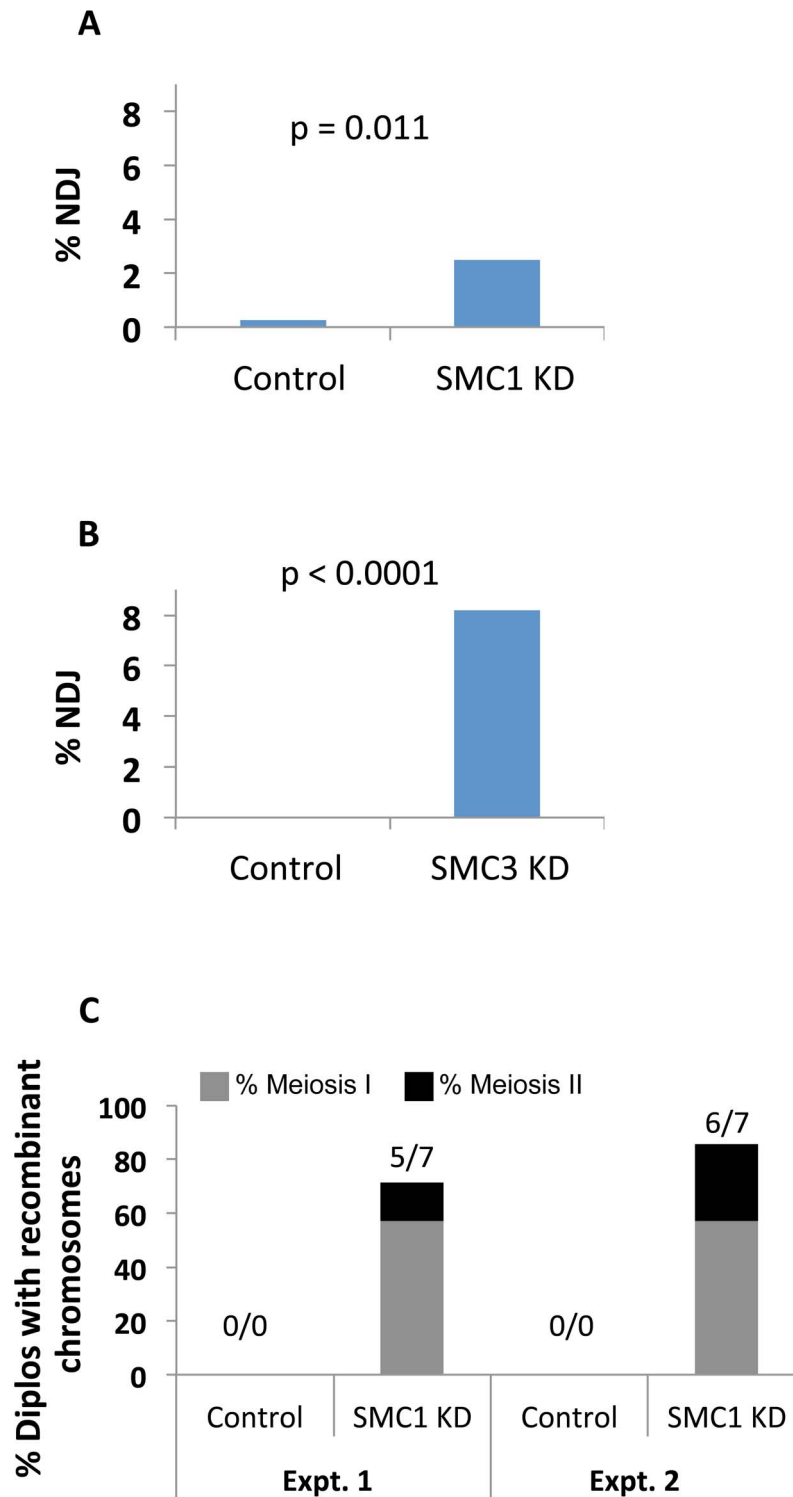 A
p = 0.011
% NDJ
8
6
4
2
0
Control SMC1 KD
B
p < 0.0001
% NDJ
8
6
4
2
0
Control SMC3 KD
C
% Meiosis I % Meiosis II
% Diplos with recombinant
chromosomes
100
80
60
40
20
0
0/0 5/7 0/0 6/7
Control SMC1 KD Control SMC1 KD
Expt. 1 Expt. 2